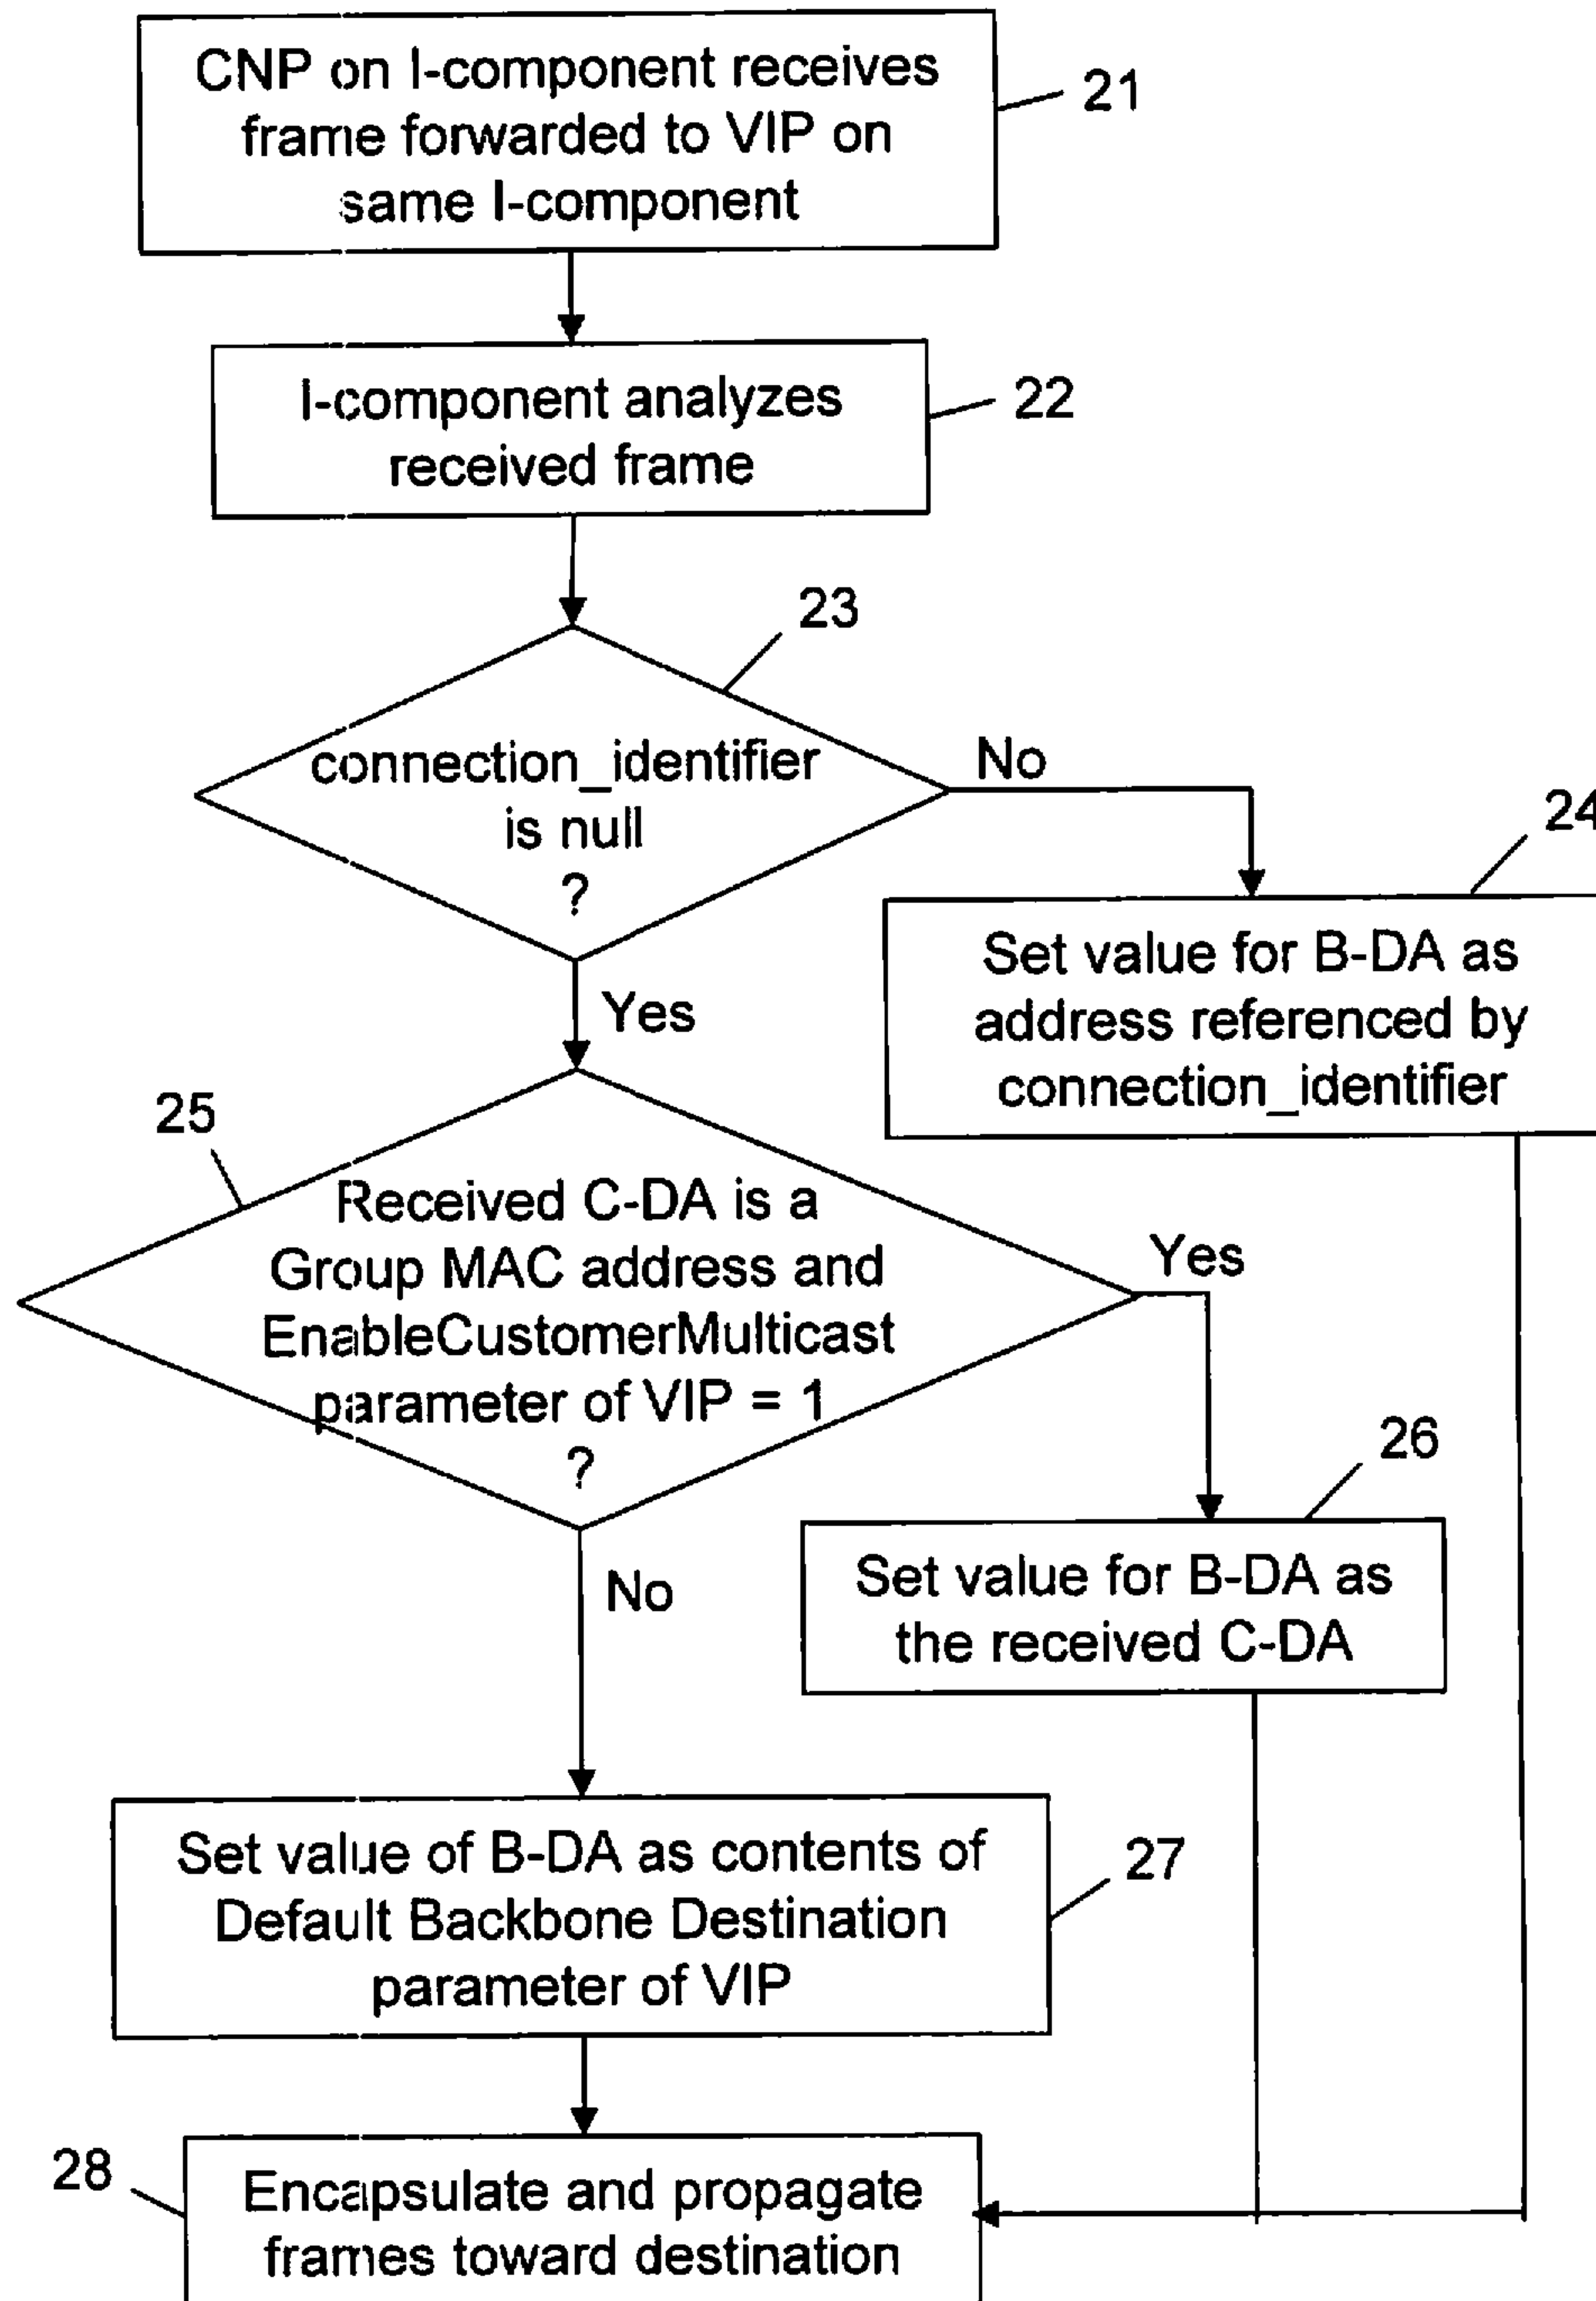 CNP on I-component receives
frame forwarded to VIP on
same I-component
21
I-component analyzes
received frame
22
23
connection_identifier
is null
?
No
24
Set value for B-DA as
address referenced by
connection_identifier
Yes
25
Received C-DA is a
Group MAC address and
EnableCustomerMulticast
parameter of VIP = 1
?
Yes
26
Set value for B-DA as
the received C-DA
No
Set value of B-DA as contents of
Default Backbone Destination
parameter of VIP
27
28
Encapsulate and propagate
frames toward destination